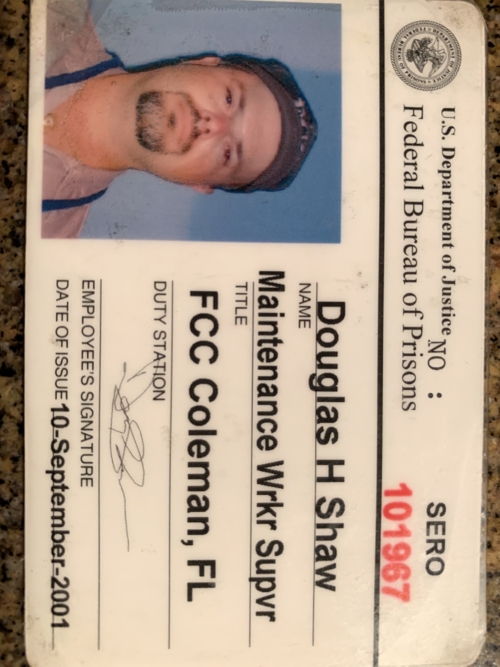 U.S. Department of Justice
Federal Bureau of Prisons
NO :
SERO
101967
Douglas H Shaw
NAME
Maintenance Wrkr Supvr
TITLE
FCC Coleman, FL
DUTY STATION
EMPLOYEE'S SIGNATURE
DATE OF ISSUE 10-September-2001